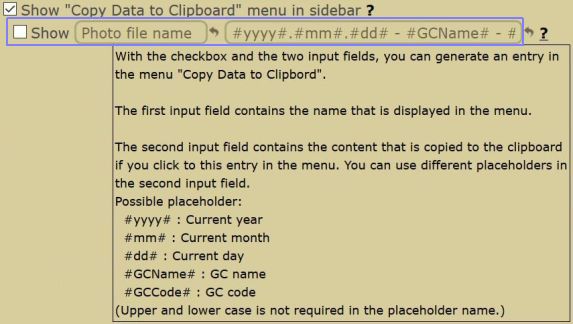 Show "Copy Data to Clipboard" menu in sidebar ?
Show Photo file name #yyyy#.#mm#.#dd# - #GCName# - # ?
With the checkbox and the two input fields, you can generate an entry in
the menu "Copy Data to Clipbord".
The first input field contains the name that is displayed in the menu.
The second input field contains the content that is copied to the clipboard
if you click to this entry in the menu. You can use different placeholders in
the second input field.
Possible placeholder:
#yyyy# : Current year
#mm# : Current month
#dd# : Current day
#GCName# : GC name
#GCCode# : GC code
(Upper and lower case is not required in the placeholder name.)